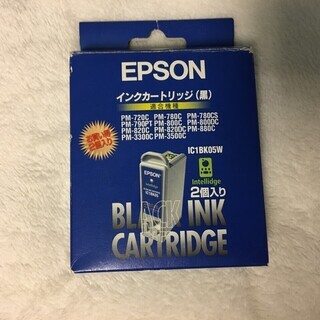 EPSON
インクカートリッジ(黒)
適合機種
PM-720C PM-780C PM-780CS
PM-790PT PM-800C PM-800DC
PM-820C PM-820DC PM-880C
PM-3300C PM-3500C
IC1BK05W
Intellidge
2個入り
BLACK INK
CARTRIDGE